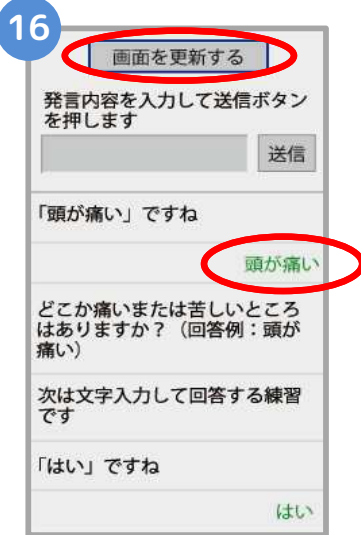 16
画面を更新する
発言内容を入力して送信ボタン
を押します
送信
「頭が痛い」ですね
頭が痛い
どこか痛いまたは苦しいところ
はありますか？（回答例：頭が
痛い）
次は文字入力して回答する練習
です
「はい」ですね
はい